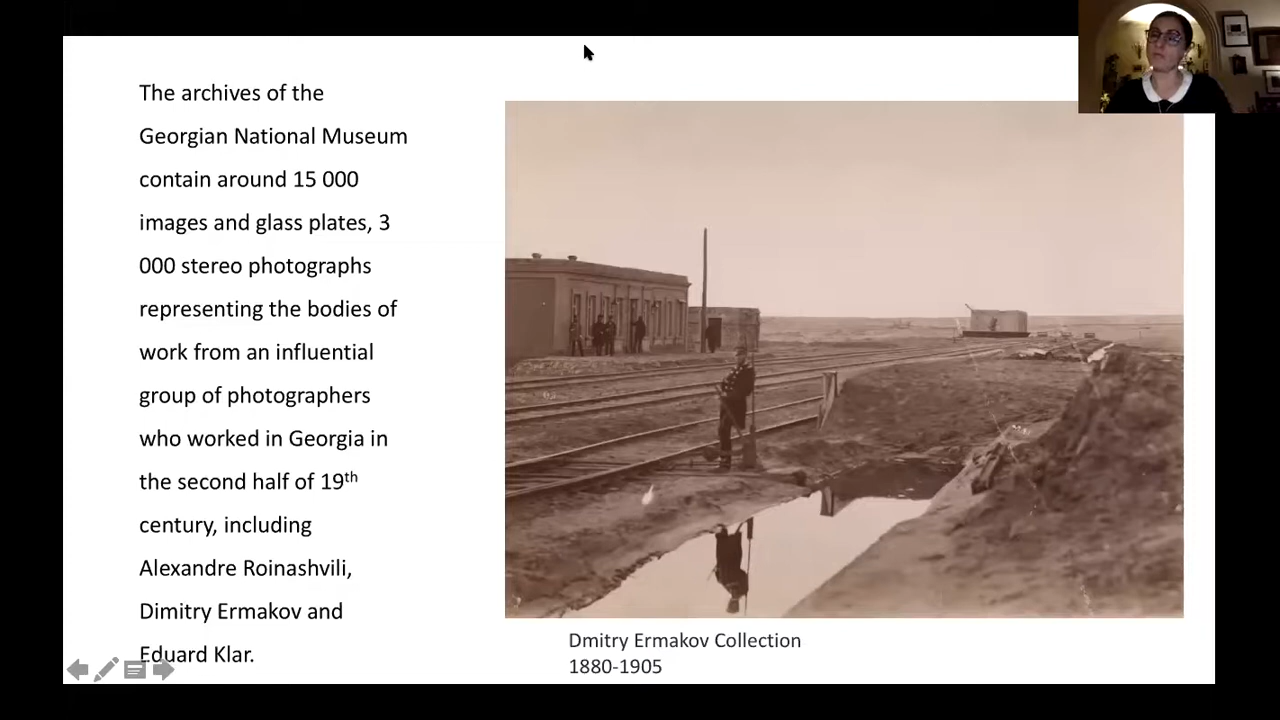 The archives of the
Georgian National Museum
contain around 15 000
images and glass plates, 3
000 stereo photographs
representing the bodies of
work from an influential
group of photographers
who worked in Georgia in
the second half of 19th
century, including
Alexandre Roinashvili,
Dimitry Ermakov and
Eduard Klar.
Dmitry Ermakov Collection
1880-1905